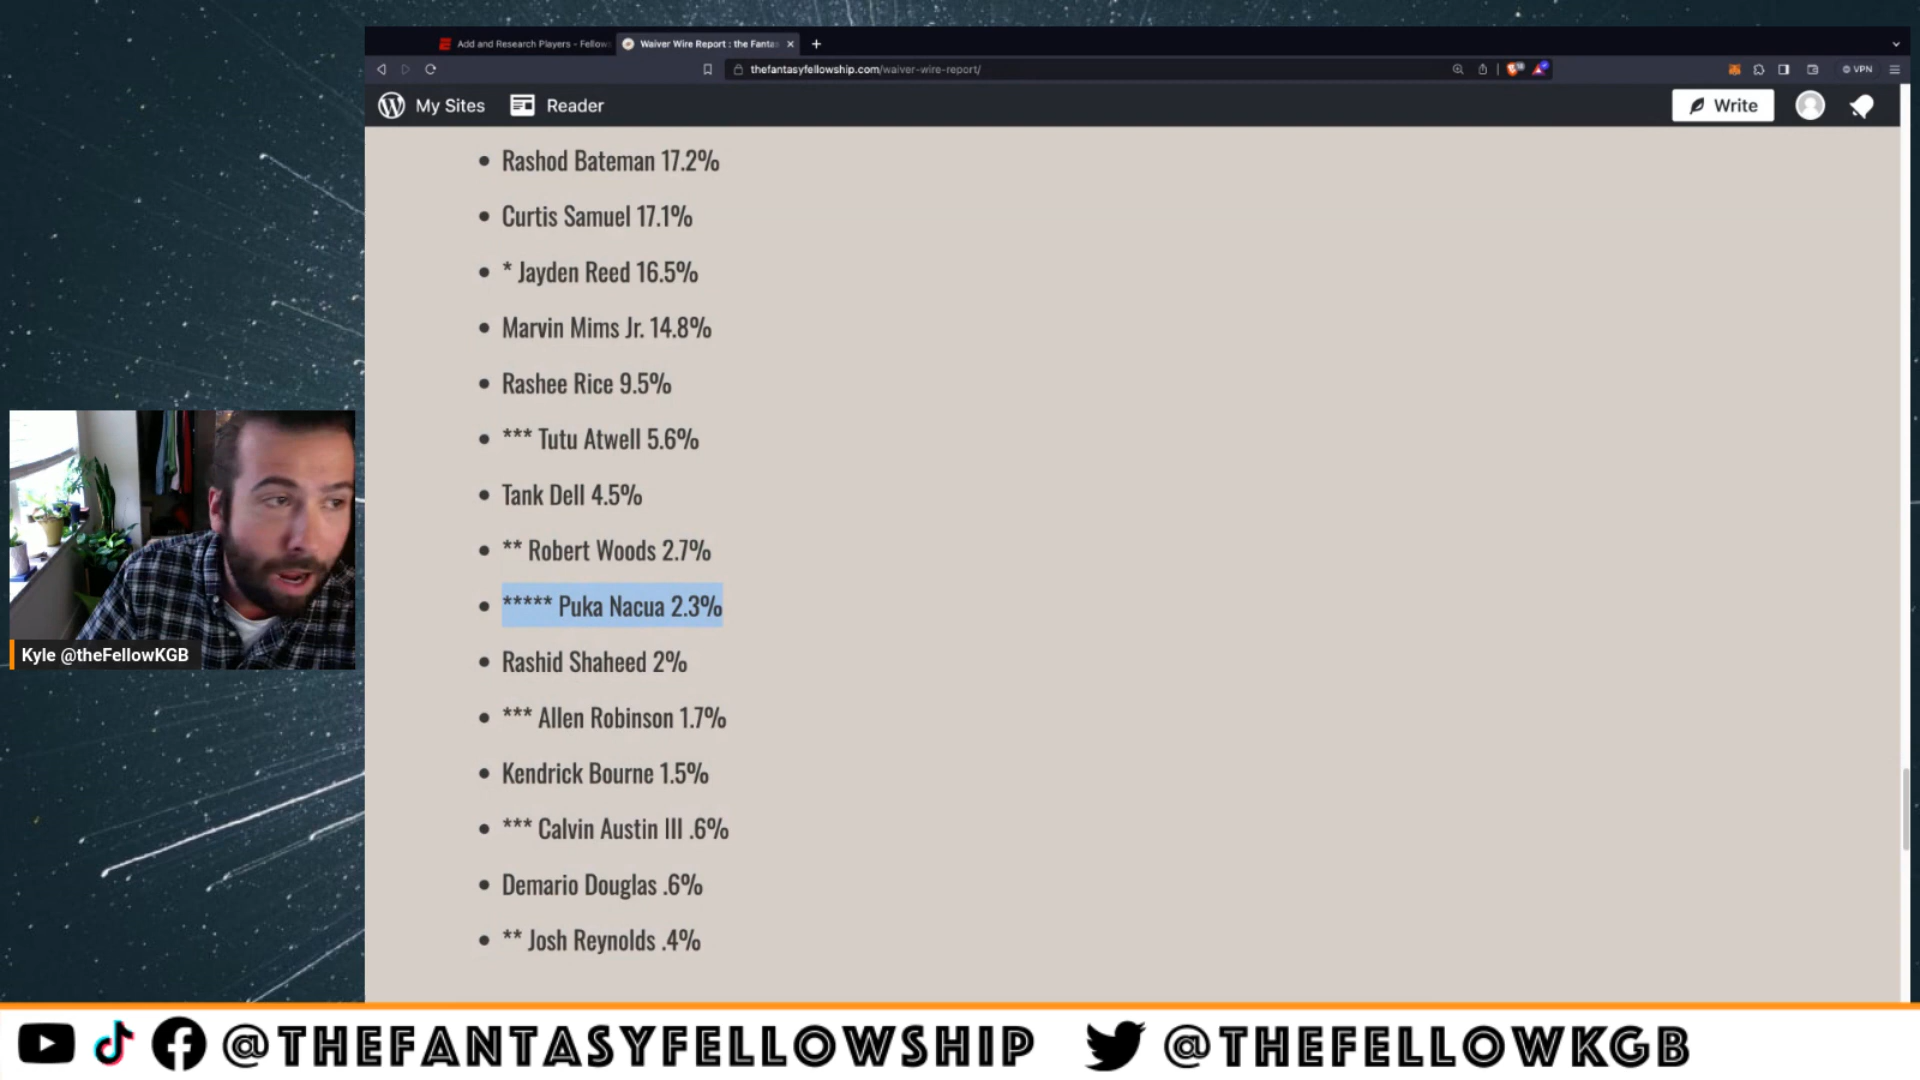 Add and Research Players - Fellow
Waiver Wire Report : the Fanta
thefantasyfellowship.com/waiver-wire-report/
VPN
My Sites
Reader
Write
• Rashod Bateman 17.2%
• Curtis Samuel 17.1%
• * Jayden Reed 16.5%
• Marvin Mims Jr. 14.8%
• Rashee Rice 9.5%
• *** Tutu Atwell 5.6%
• Tank Dell 4.5%
• ** Robert Woods 2.7%
• ***** Puka Nacua 2.3%
• Rashid Shaheed 2%
• *** Allen Robinson 1.7%
• Kendrick Bourne 1.5%
• *** Calvin Austin III .6%
• Demario Douglas .6%
• ** Josh Reynolds .4%
Kyle @theFellowKGB
@THEFANTASYFELLOWSHIP
@THEFELLOWKGB